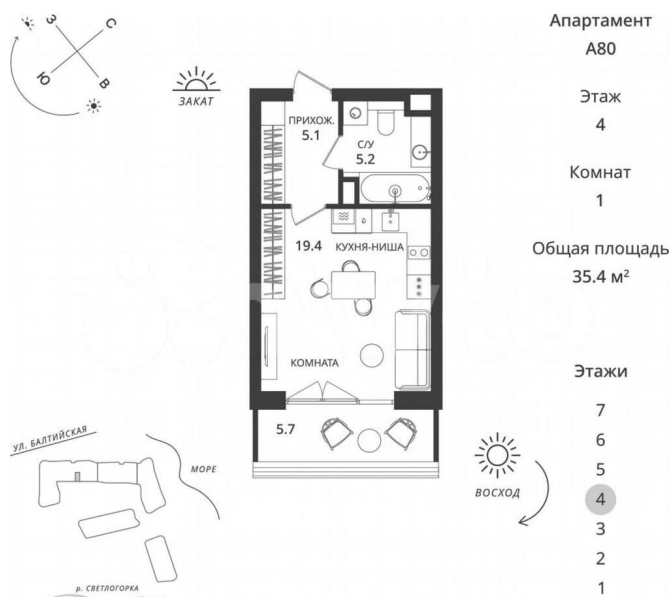 З
С
Ю
В
ЗАКАТ
Апартамент
А80
Этаж
4
Комнат
1
Общая площадь
35.4 м²
ПРИХОЖ.
5.1
С/У
5.2
19.4
КУХНЯ-НИША
КОМНАТА
5.7
ВОСХОД
УЛ. БАЛТИЙСКАЯ
МОРЕ
р. СВЕТЛОГОРКА
Этажи
7
6
5
4
3
2
1